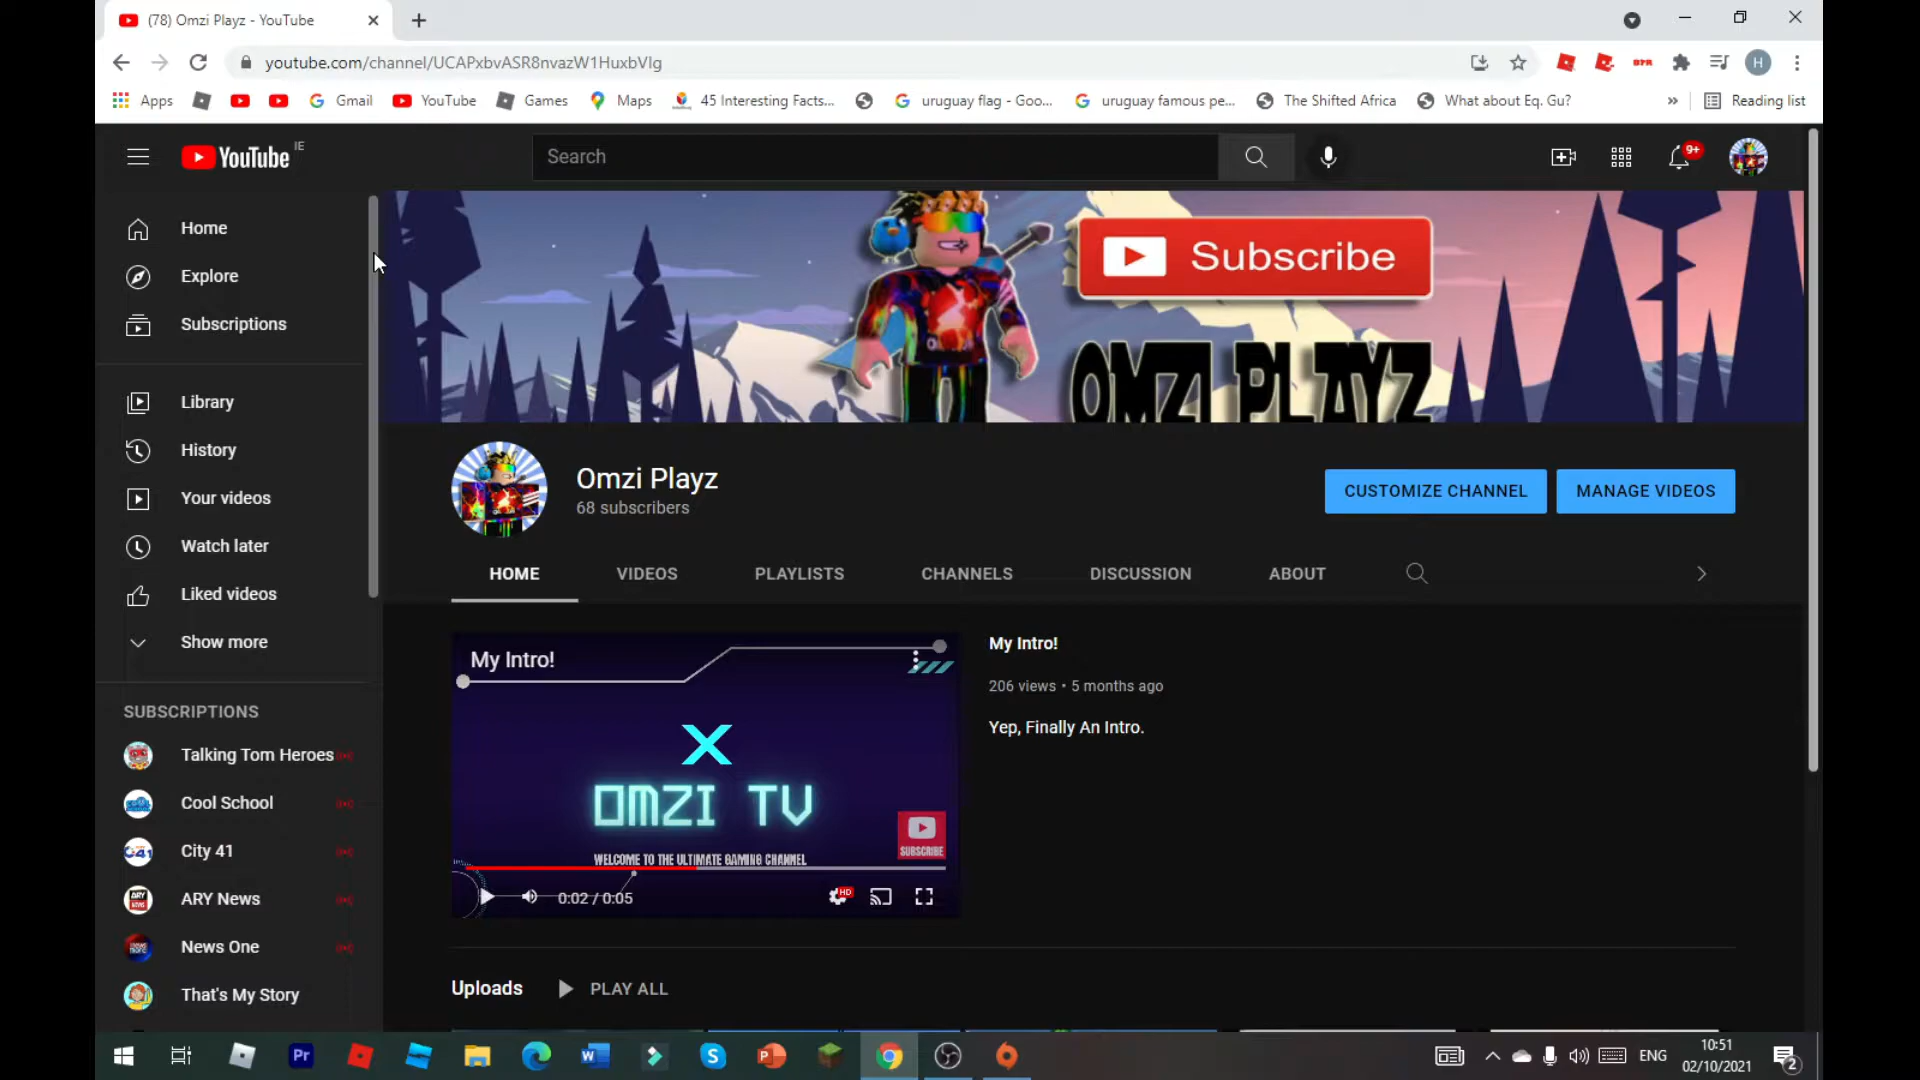 (78) Omzi Playz - YouTube
youtube.com/channel/UCAPxbvASR8nvazW1HuxbVIg
H
Apps
Gmail
YouTube
Games
Maps
45 Interesting Facts...
uruguay flag - Goo...
uruguay famous pe...
The Shifted Africa
What about Eq. Gu?
»
Reading list
YouTube IE
Search
9+
Home
Explore
Subscriptions
Library
History
Your videos
Watch later
Liked videos
Show more
SUBSCRIPTIONS
Talking Tom Heroes
Cool School
City 41
ARY News
News One
That's My Story
Subscribe
OMZI PLAYZ
Omzi Playz
68 subscribers
CUSTOMIZE CHANNEL
MANAGE VIDEOS
HOME
VIDEOS
PLAYLISTS
CHANNELS
DISCUSSION
ABOUT
My Intro!
OMZI TV
WELCOME TO THE ULTIMATE GAMING CHANNEL
SUBSCRIBE
0:02 / 0:05
HD
My Intro!
206 views • 5 months ago
Yep, Finally An Intro.
Uploads
PLAY ALL
Pr
ENG
10:51
02/10/2021
2